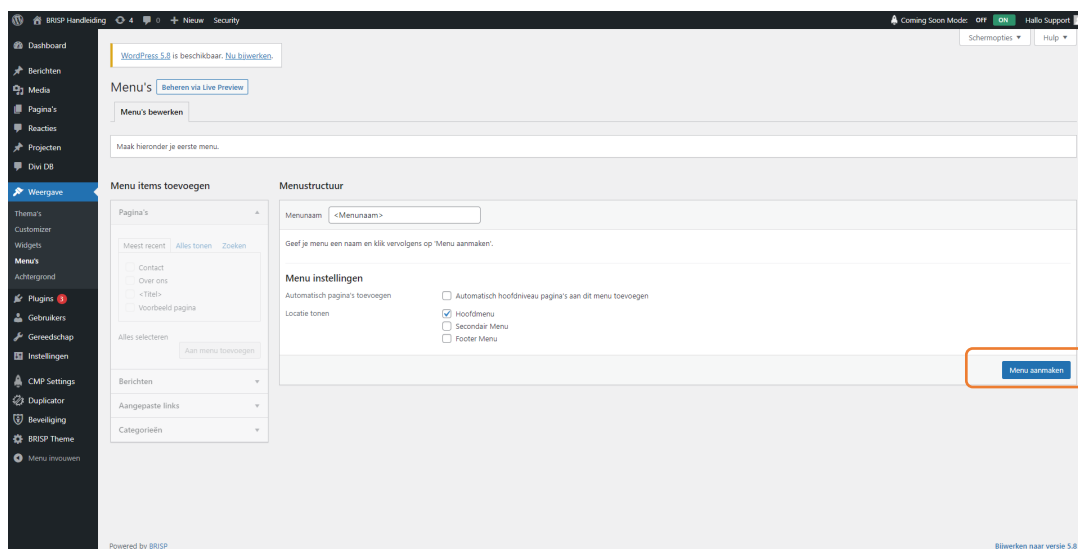 BRISP Handleiding 4 0 + Nieuw Security Coming Soon Mode: OFF ON Hallo Support
Schermopties ▼ Hulp ▼
Dashboard
Berichten
Media
Pagina's
Reacties
Projecten
Divi DB
Weergave
Thema's
Customizer
Widgets
Menu's
Achtergrond
Plugins 3
Gebruikers
Gereedschap
Instellingen
CMP Settings
Duplicator
Beveiliging
BRISP Theme
Menu invouwen
WordPress 5.8 is beschikbaar. Nu bijwerken.
Menu's Beheren via Live Preview
Menu's bewerken
Maak hieronder je eerste menu.
Menu items toevoegen
Pagina's
Meest recent Alles tonen Zoeken
Contact
Over ons
<Titel>
Voorbeeld pagina
Alles selecteren
Aan menu toevoegen
Berichten
Aangepaste links
Categorieën
Menustructuur
Menunaam <Menunaam>
Geef je menu een naam en klik vervolgens op 'Menu aanmaken'.
Menu instellingen
Automatisch pagina's toevoegen Automatisch hoofdniveau pagina's aan dit menu toevoegen
Locatie tonen Hoofdmenu
Secondair Menu
Footer Menu
Menu aanmaken
Powered by BRISP Bijwerken naar versie 5.8